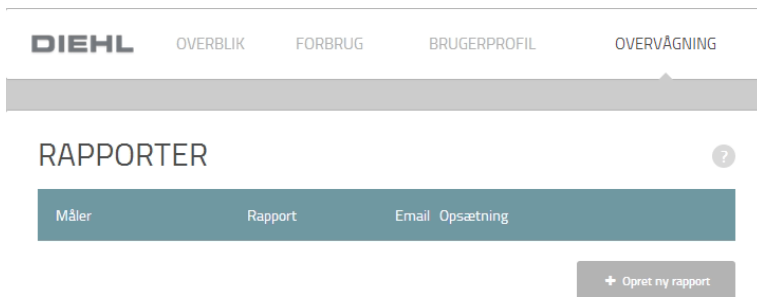 DIEHL OVERBLIK FORBRUG BRUGERPROFIL OVERVÅGNING
RAPPORTER ?
Måler Rapport Email Opsætning
+ Opret ny rapport